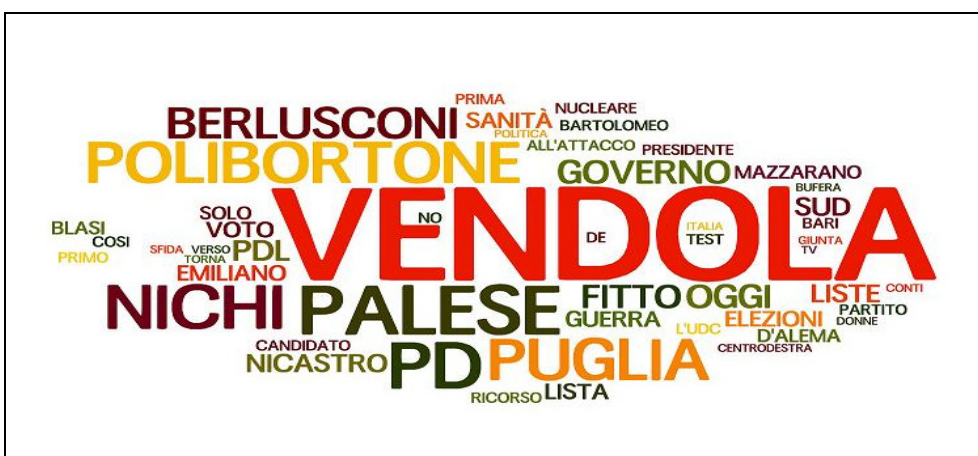 PRIMA
NUCLEARE
BERLUSCONI SANITÀ BARTOLOMEO
POLITICA
ALL'ATTACCO PRESIDENTE
POLIBORTONE GOVERNO MAZZARANO
BUFERA
VENDOLA
SOLO NO SUD
BLASI VOTO ITALIA BARI
COSI DE TEST GIUNTA
PRIMO SFIDA VERSO PDL TV
TORNA
EMILIANO
NICHI PALESE FITTO OGGI LISTE CONTI
GUERRA L'UDC ELEZIONI PARTITO
DONNE
D'ALEMA
CANDIDATO CENTRODESTRA
NICASTRO PD PUGLIA
RICORSO LISTA